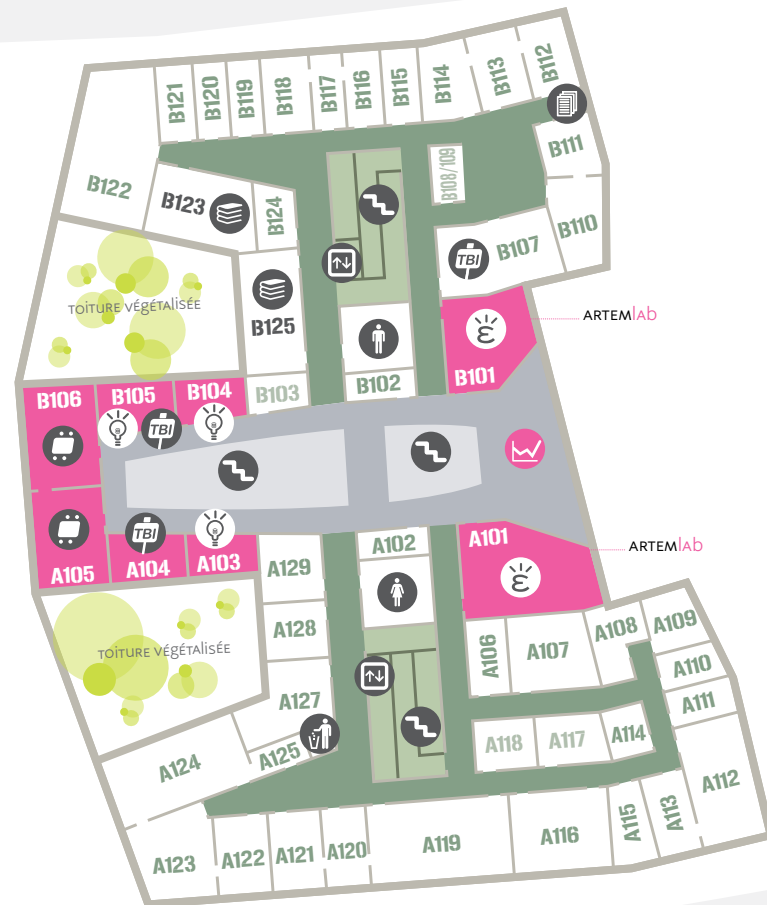 B121
B120
B119
B118
B117
B116
B115
B114
B113
B112
B111
B122
B123
B124
B108/109
B110
TBI
B107
TOITURE VÉGÉTALISÉE
B125
ARTEMlab
B101
B106
B105
B104
B103
B102
TBI
TBI
A105
A104
A103
A129
A102
A101
ARTEMlab
ε
ε
A128
A106
A107
A108
A109
A110
A111
TOITURE VÉGÉTALISÉE
A127
A125
A124
A118
A117
A114
A112
A123
A122
A121
A120
A119
A116
A115
A113